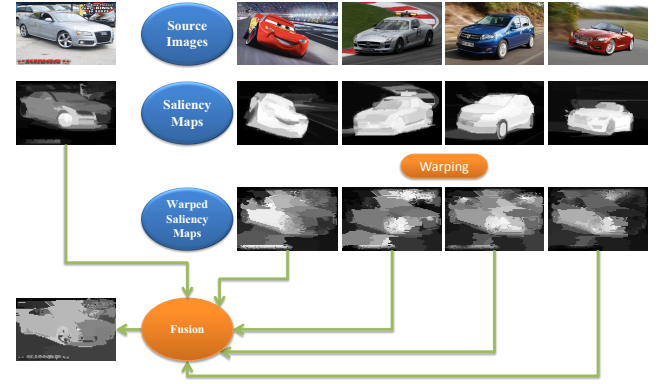 Source
Images
Saliency
Maps
Warping
Warped
Saliency
Maps
Fusion